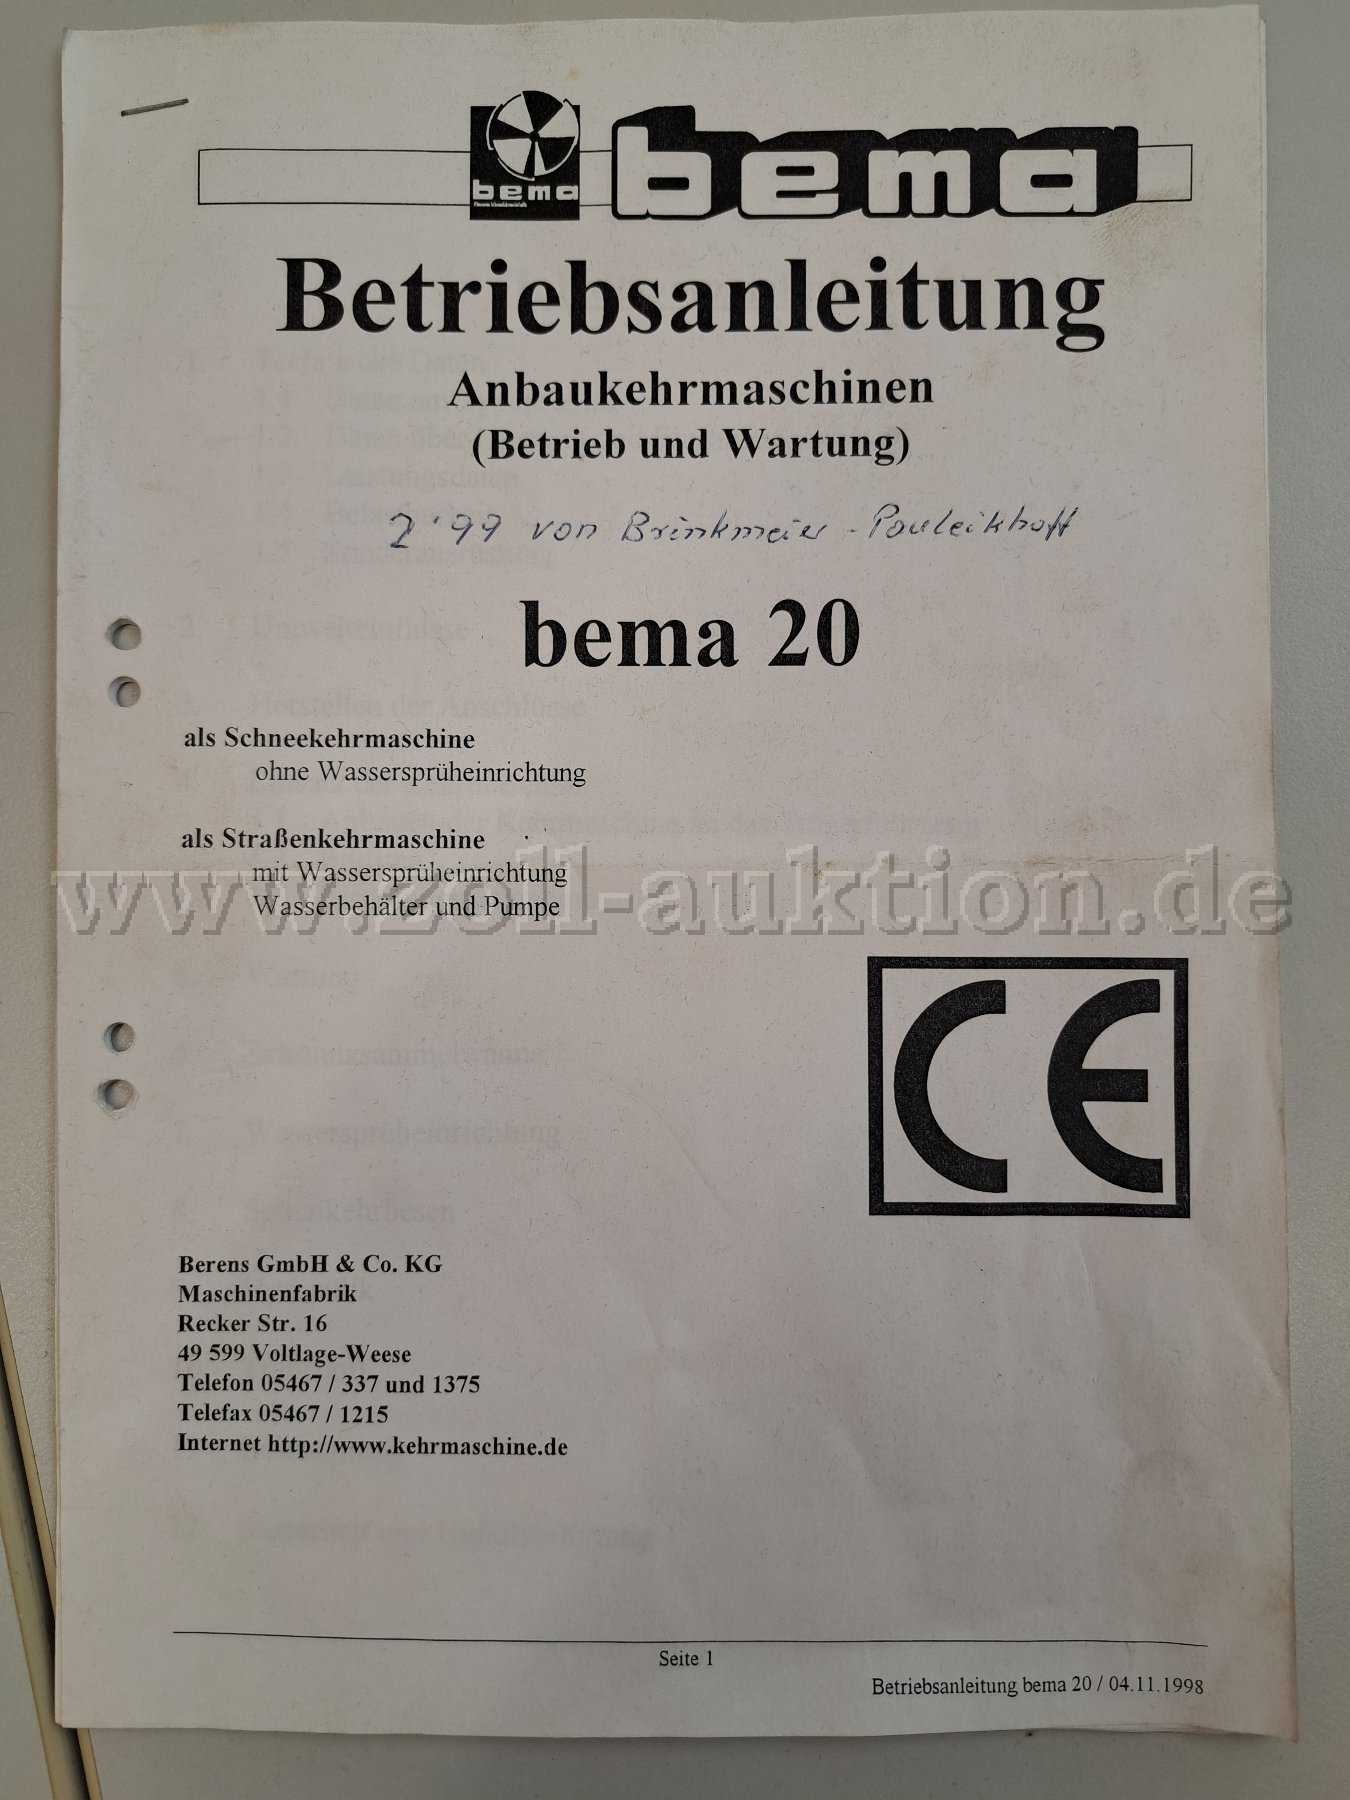 bema
bema
Betriebsanleitung
Anbaukehrmaschinen
(Betrieb und Wartung)
2'99 von Brinkmeier-Pauleikhoff
bema 20
als Schneekehrmaschine
ohne Wassersprüheinrichtung
als Straßenkehrmaschine
mit Wassersprüheinrichtung
www.zoll-auktion.de
Wasserbehälter und Pumpe
CE
Berens GmbH & Co. KG
Maschinenfabrik
Recker Str. 16
49 599 Voltlage-Weese
Telefon 05467 / 337 und 1375
Telefax 05467 / 1215
Internet http://www.kehrmaschine.de
Seite 1
Betriebsanleitung bema 20 / 04.11.1998